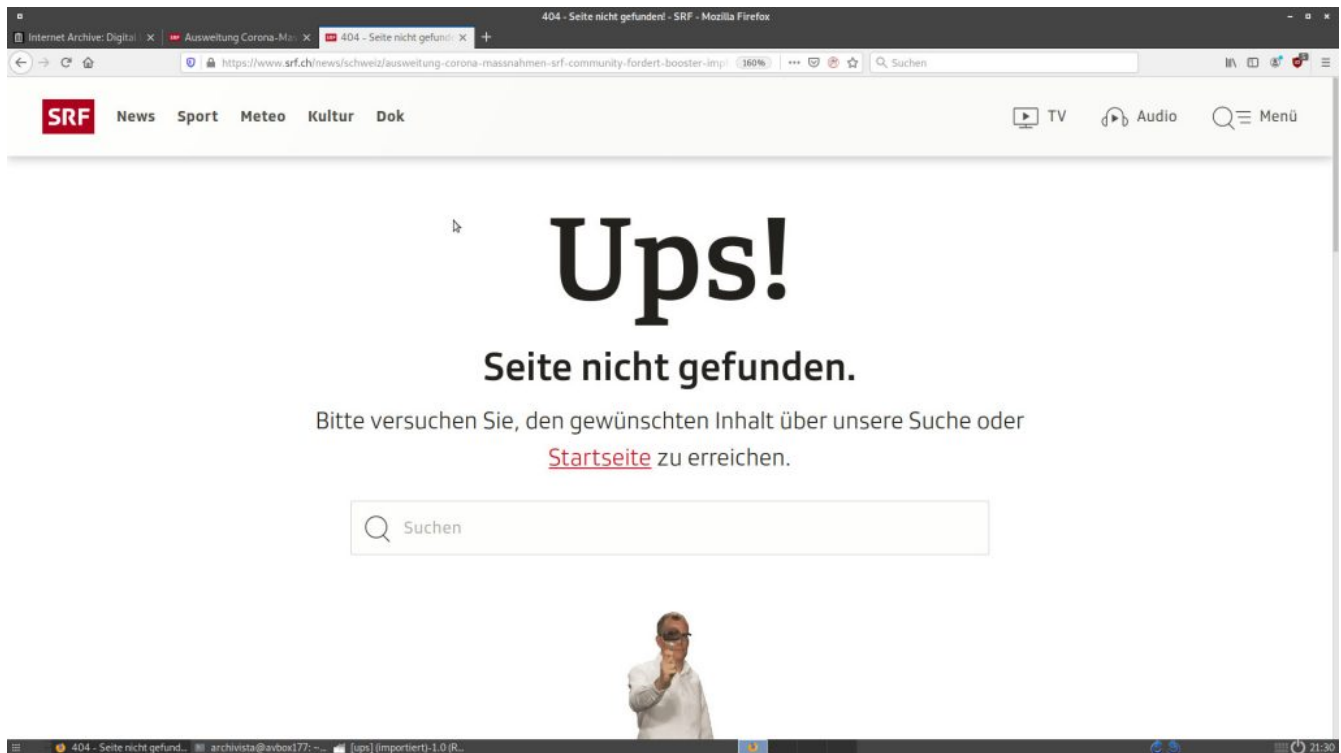 404 - Seite nicht gefunden! - SRF - Mozilla Firefox
Internet Archive: Digital
Ausweitung Corona-Mas
404 - Seite nicht gefund
https://www.srf.ch/news/schweiz/ausweitung-corona-massnahmen-srf-community-fordert-booster-imp
160%
Suchen
SRF
News
Sport
Meteo
Kultur
Dok
TV
Audio
Menü
Ups!
Seite nicht gefunden.
Bitte versuchen Sie, den gewünschten Inhalt über unsere Suche oder
Startseite zu erreichen.
Suchen
404 - Seite nicht gefund...
archivista@avbox177: ~...
[ups] (importiert)-1.0 (R...
21:30